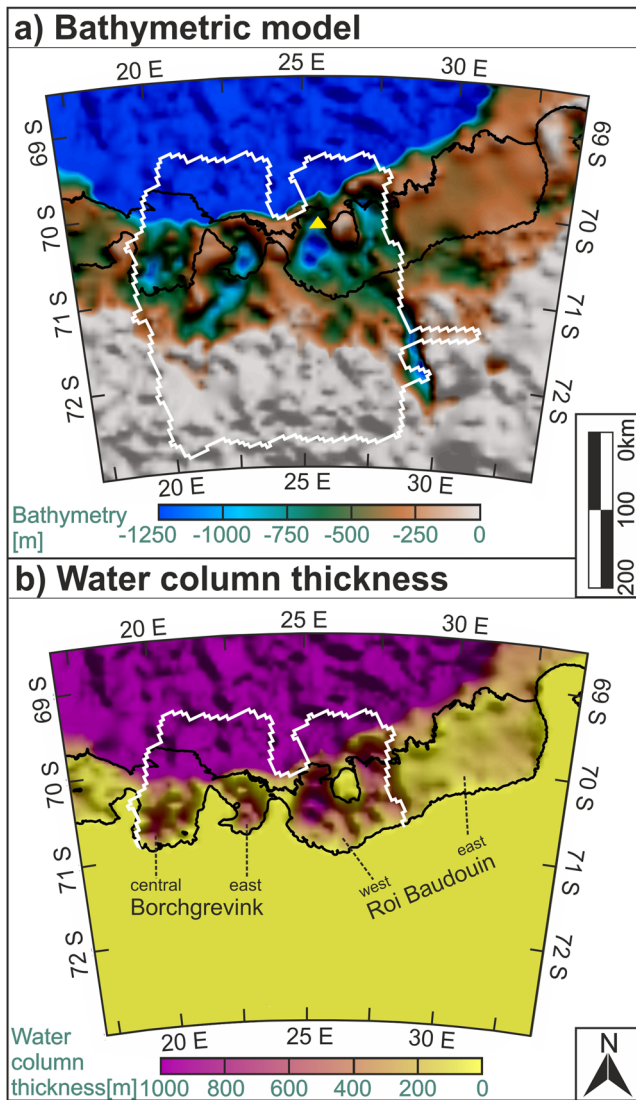 a) Bathymetric model
20 E
25 E
30 E
69 S
69 S
70 S
70 S
71 S
71 S
72 S
72 S
20 E
25 E
30 E
Bathymetry
[m]
-1250
-1000
-750
-500
-250
0
0km
100
200
b) Water column thickness
20 E
25 E
30 E
69 S
69 S
70 S
70 S
71 S
71 S
72 S
72 S
central
east
Borchgrevink
west
east
Roi Baudouin
20 E
25 E
30 E
Water
column
thickness[m]
1000
800
600
400
200
0
N